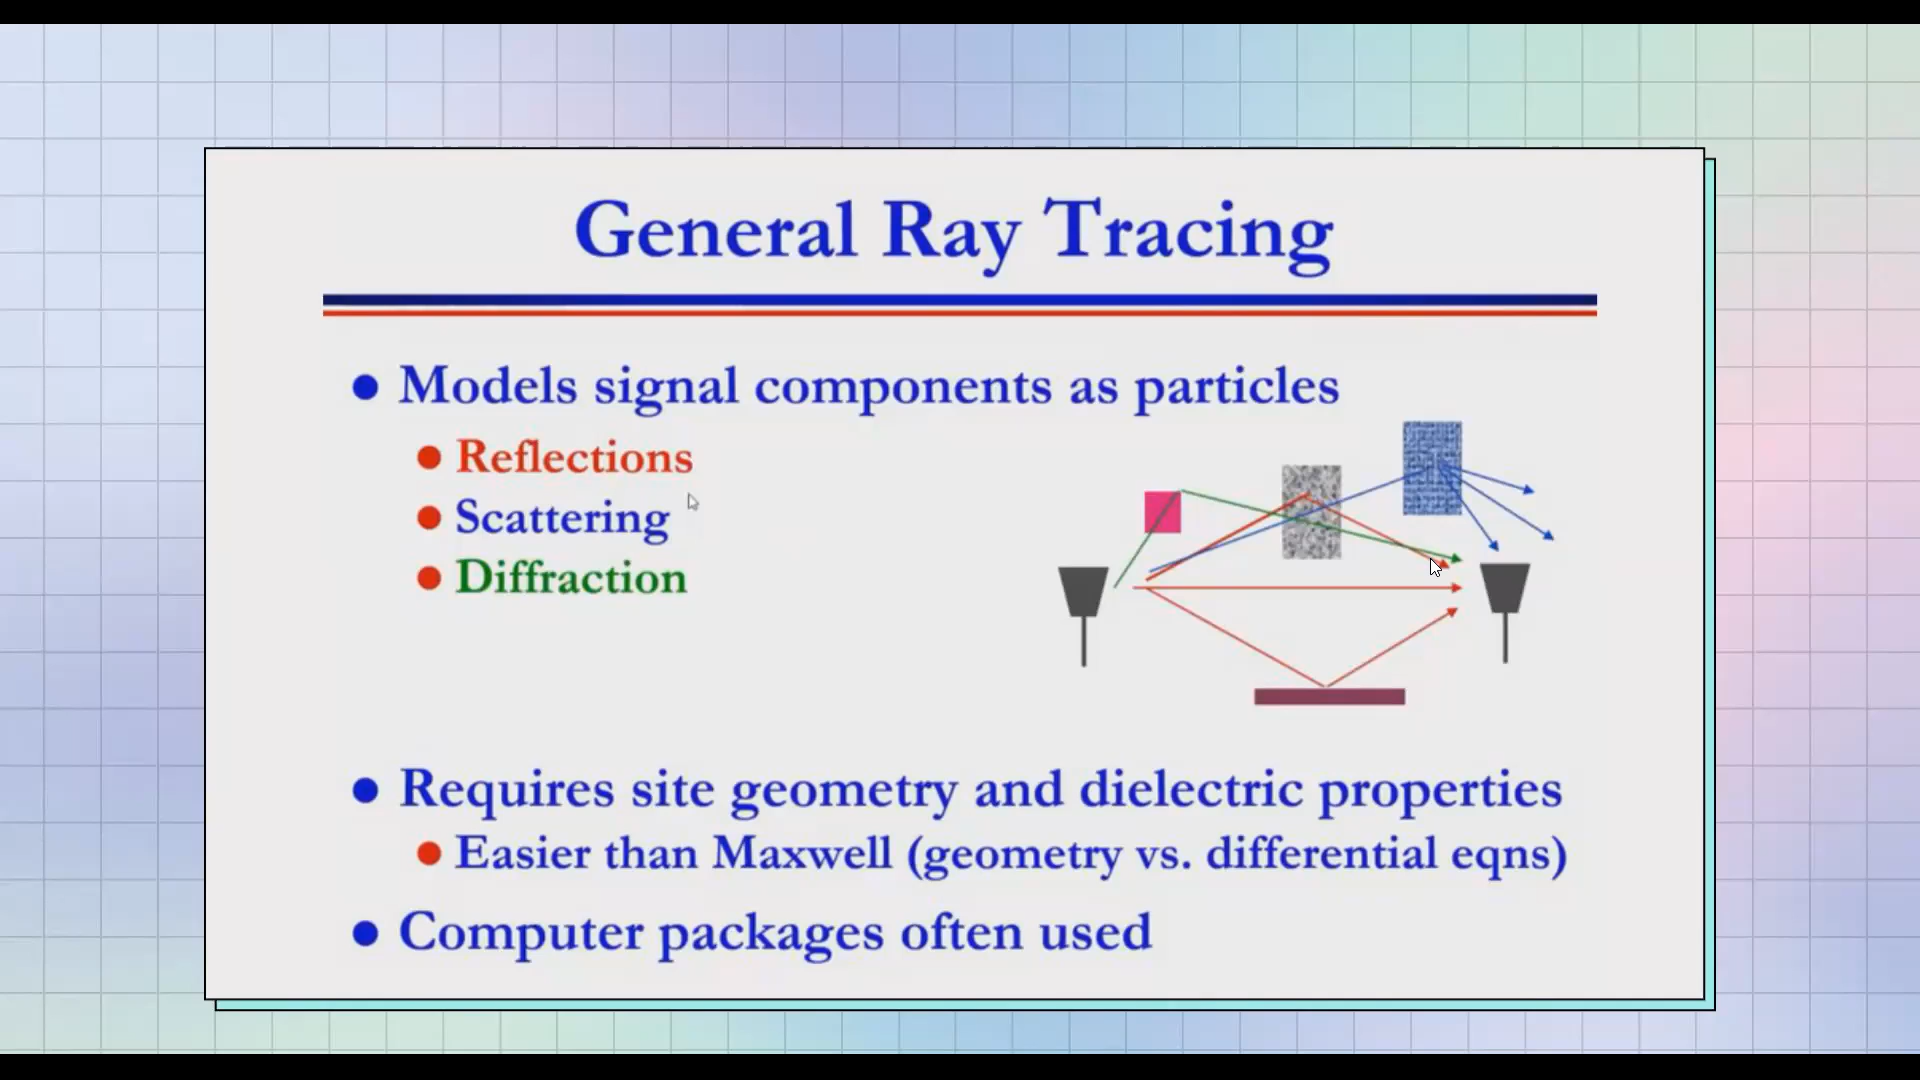 General Ray Tracing
Models signal components as particles
Reflections
Scattering
Diffraction
Requires site geometry and dielectric properties
Easier than Maxwell (geometry vs. differential eqns)
Computer packages often used